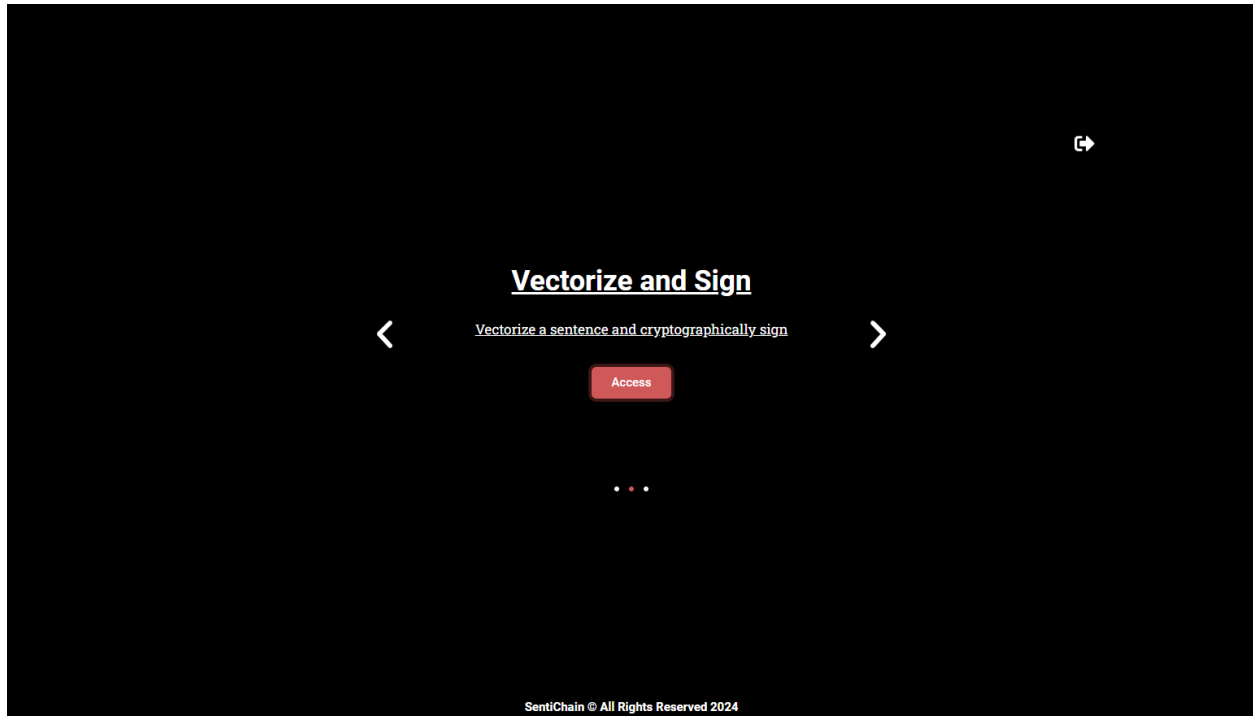 Vectorize and Sign
Vectorize a sentence and cryptographically sign
Access
SentiChain © All Rights Reserved 2024